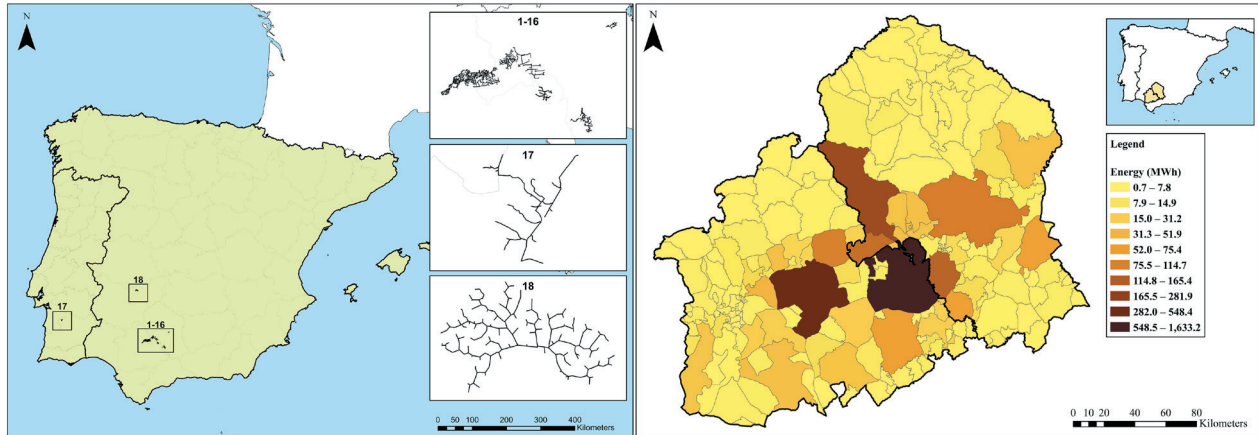 N
1-16
17
18
18
17
1-16
0 50 100 200 300 400
Kilometers
N
Legend
Energy (MWh)
0.7 – 7.8
7.9 – 14.9
15.0 – 31.2
31.3 – 51.9
52.0 – 75.4
75.5 – 114.7
114.8 – 165.4
165.5 – 281.9
282.0 – 548.4
548.5 – 1,633.2
0 10 20 40 60 80
Kilometers